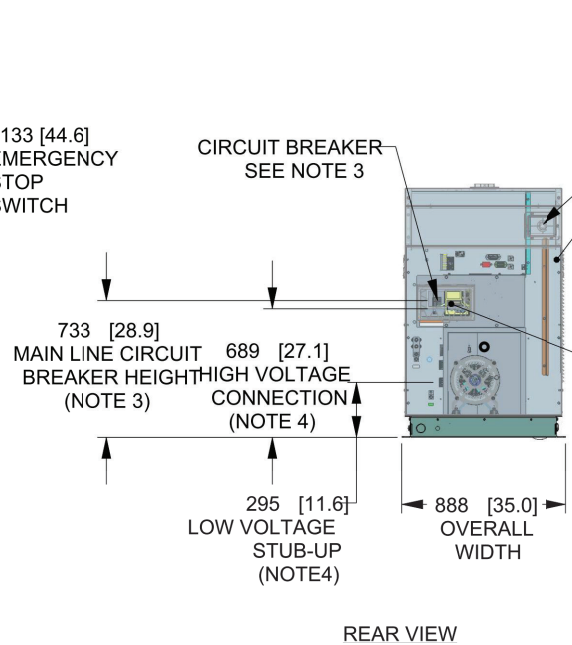 133 [44.6]
EMERGENCY
STOP
SWITCH
CIRCUIT BREAKER
SEE NOTE 3
733 [28.9]
MAIN LINE CIRCUIT
BREAKER HEIGHT
(NOTE 3)
689 [27.1]
HIGH VOLTAGE
CONNECTION
(NOTE 4)
295 [11.6]
LOW VOLTAGE
STUB-UP
(NOTE4)
888 [35.0]
OVERALL
WIDTH
REAR VIEW